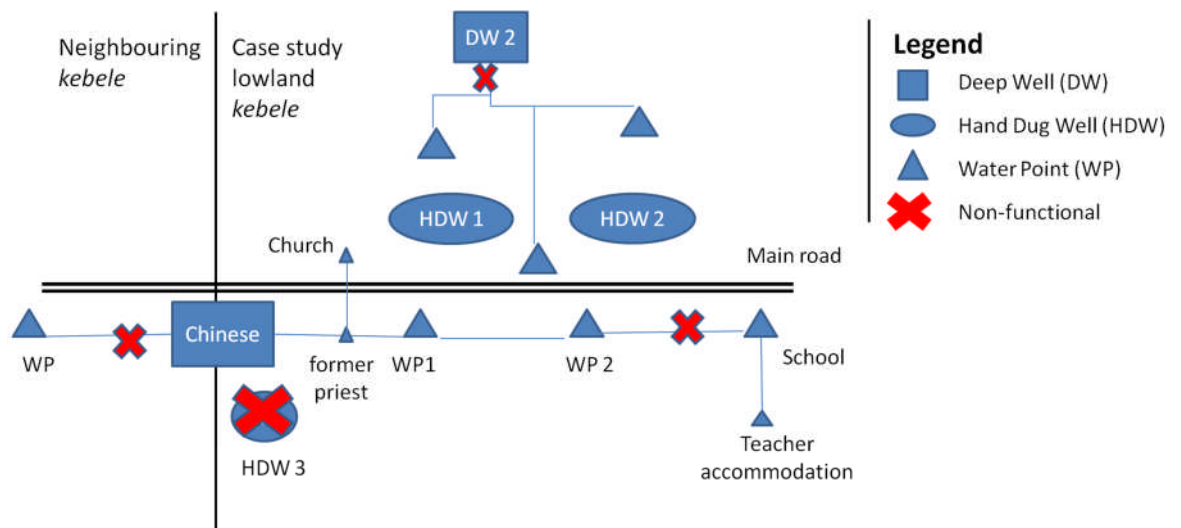 Neighbouring
kebele
Case study
lowland
kebele
DW 2
HDW 1
HDW 2
Church
Main road
Chinese
WP
former
priest
WP1
WP 2
School
HDW 3
Teacher
accommodation
Legend
Deep Well (DW)
Hand Dug Well (HDW)
Water Point (WP)
Non-functional